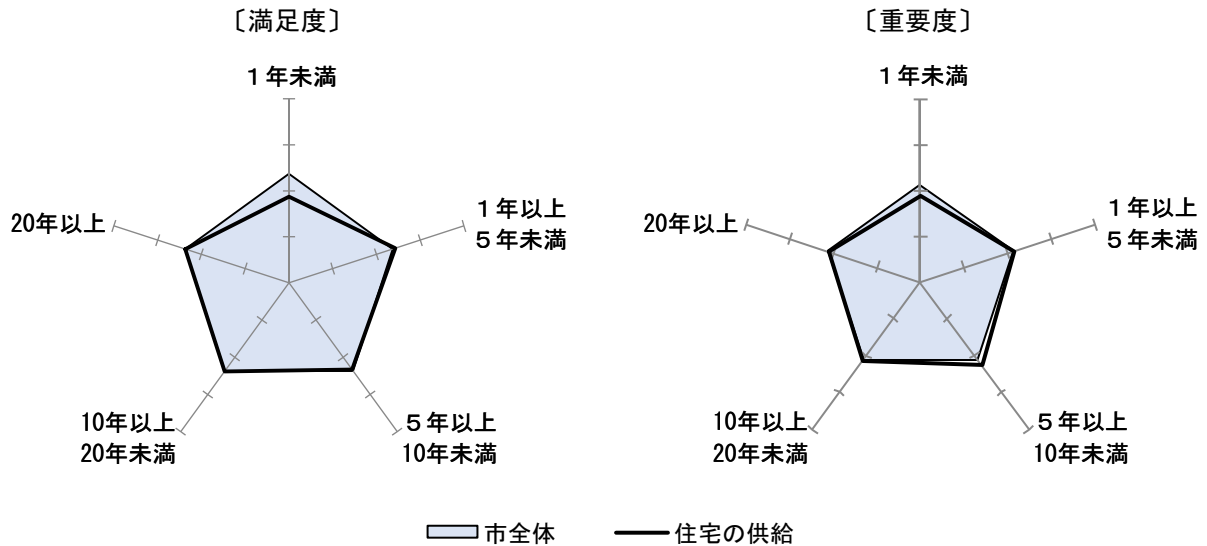 〔満足度〕
１年未満
20年以上
１年以上
５年未満
10年以上
20年未満
５年以上
10年未満
〔重要度〕
１年未満
20年以上
１年以上
５年未満
10年以上
20年未満
５年以上
10年未満
市全体
住宅の供給